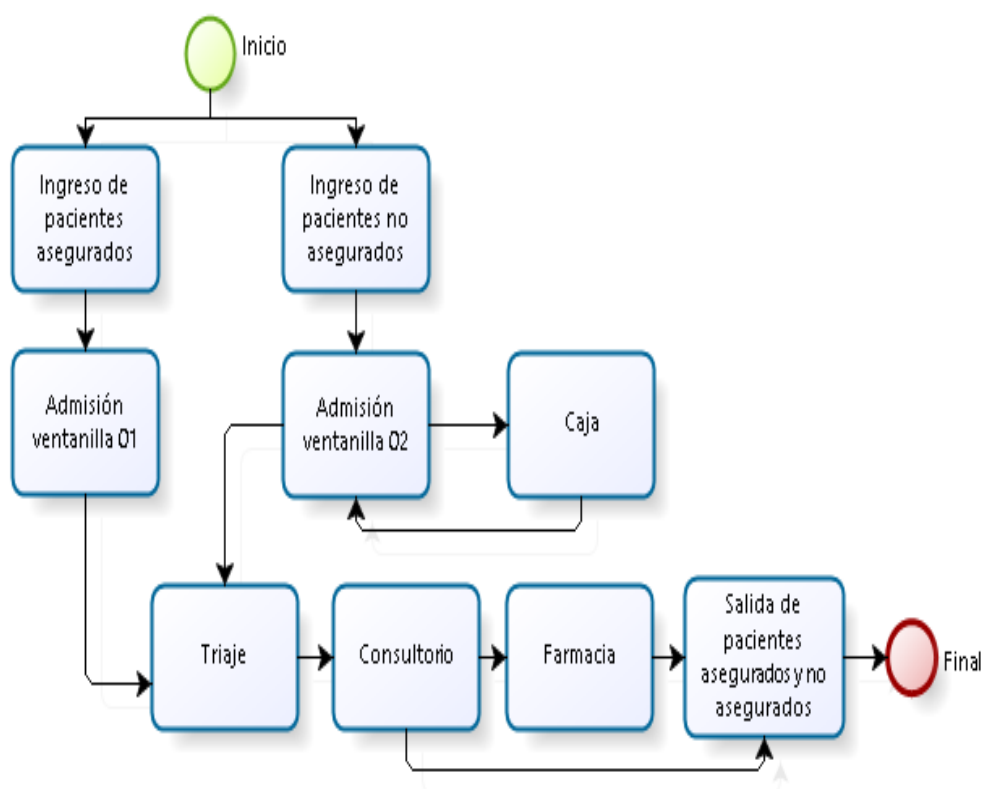 Inicio
Ingreso de
pacientes
asegurados
Ingreso de
pacientes no
asegurados
Admisión
ventanilla 01
Admisión
ventanilla 02
Caja
Triaje
Consultorio
Farmacia
Salida de
pacientes
asegurados y no
asegurados
Final